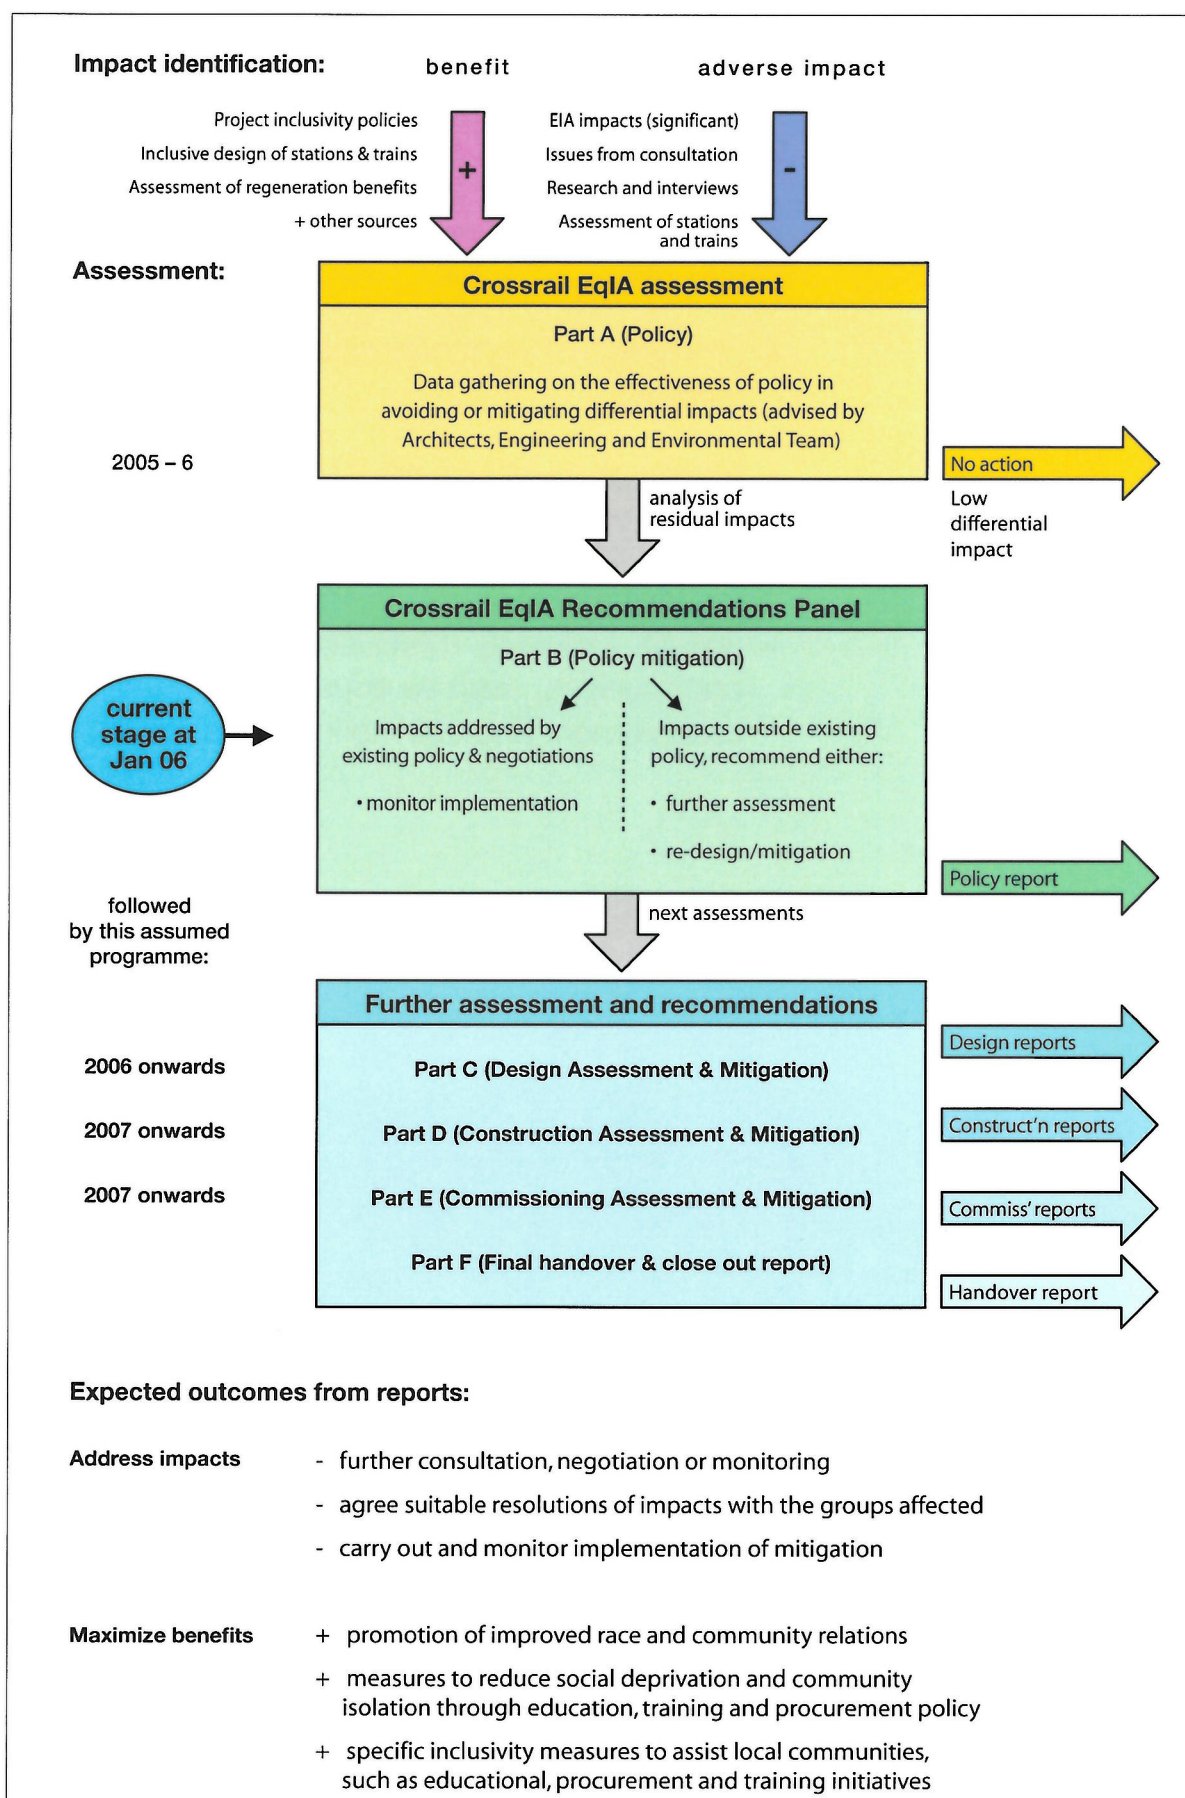 Impact identification:
benefit
adverse impact
Project inclusivity policies
Inclusive design of stations & trains
Assessment of regeneration benefits
+ other sources
+
EIA impacts (significant)
Issues from consultation
Research and interviews
Assessment of stations
and trains
-
Assessment:
Crossrail EqIA assessment
Part A (Policy)
Data gathering on the effectiveness of policy in
avoiding or mitigating differential impacts (advised by
Architects, Engineering and Environmental Team)
2005 – 6
No action
Low
differential
impact
analysis of
residual impacts
Crossrail EqIA Recommendations Panel
Part B (Policy mitigation)
current
stage at
Jan 06
Impacts addressed by
existing policy & negotiations
• monitor implementation
Impacts outside existing
policy, recommend either:
• further assessment
• re-design/mitigation
Policy report
followed
by this assumed
programme:
next assessments
Further assessment and recommendations
2006 onwards
Part C (Design Assessment & Mitigation)
Design reports
2007 onwards
Part D (Construction Assessment & Mitigation)
Construct'n reports
2007 onwards
Part E (Commissioning Assessment & Mitigation)
Commiss' reports
Part F (Final handover & close out report)
Handover report
Expected outcomes from reports:
Address impacts
- further consultation, negotiation or monitoring
- agree suitable resolutions of impacts with the groups affected
- carry out and monitor implementation of mitigation
Maximize benefits
+ promotion of improved race and community relations
+ measures to reduce social deprivation and community
isolation through education, training and procurement policy
+ specific inclusivity measures to assist local communities,
such as educational, procurement and training initiatives